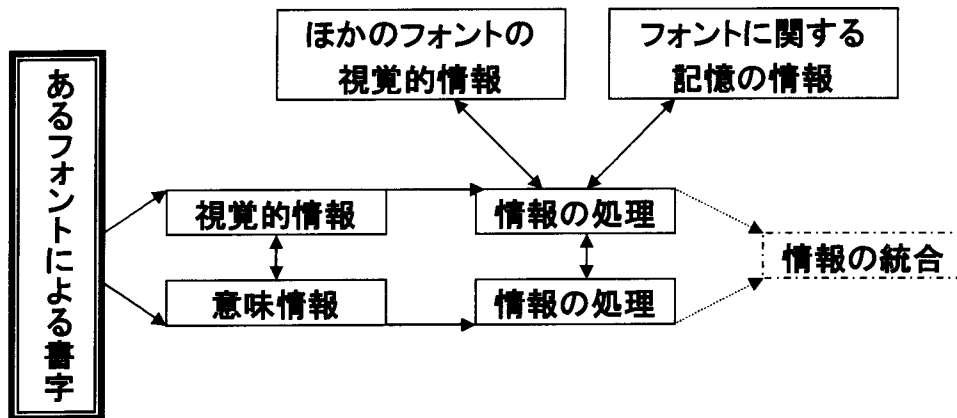 ほかのフォントの
視覚的情報
フォントに関する
記憶の情報
あるフォントによる書字
視覚的情報
情報の処理
情報の統合
意味情報
情報の処理